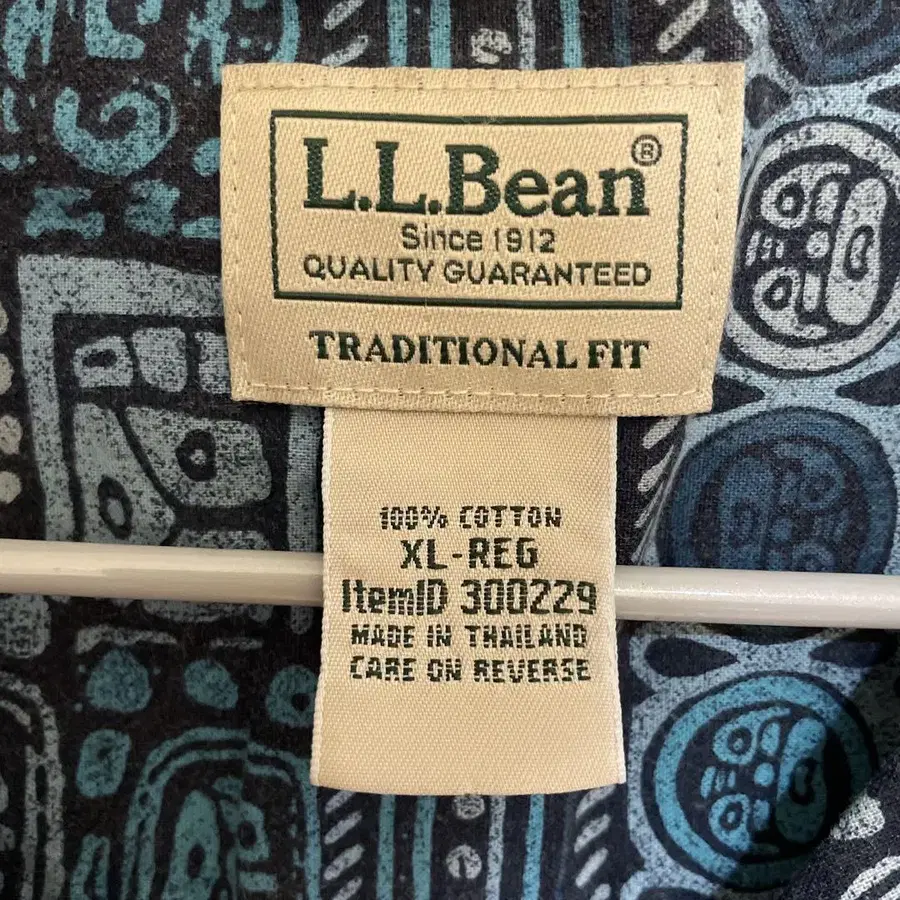 L.L.Bean®
Since 1912
QUALITY GUARANTEED
TRADITIONAL FIT
100% COTTON
XL-REG
ItemID 300229
MADE IN THAILAND
CARE ON REVERSE